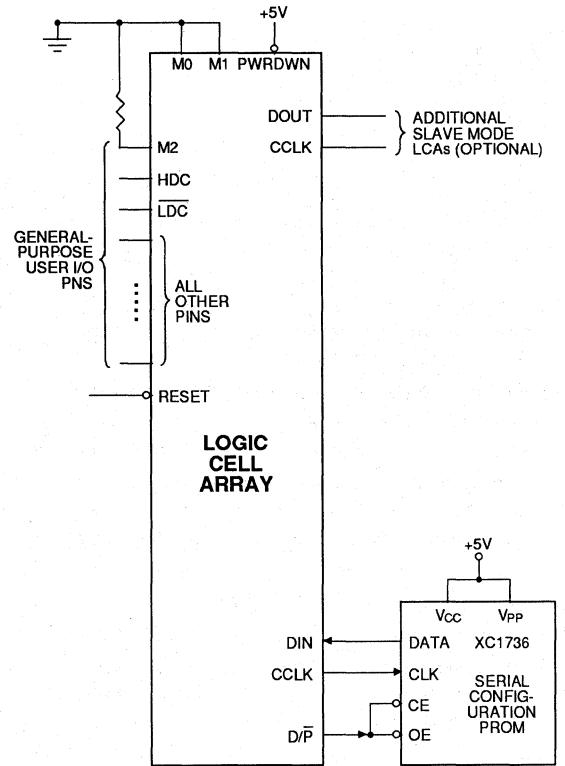 +5V
M0 M1 PWRDWN
DOUT
CCLK
ADDITIONAL
SLAVE MODE
LCAs (OPTIONAL)
M2
HDC
LDC
GENERAL-
PURPOSE
USER I/O
PNS
ALL
OTHER
PINS
RESET
LOGIC
CELL
ARRAY
+5V
VCC VPP
DIN
DATA XC1736
CCLK
CLK
SERIAL
CONFIG-
URATION
PROM
CE
D/P
OE